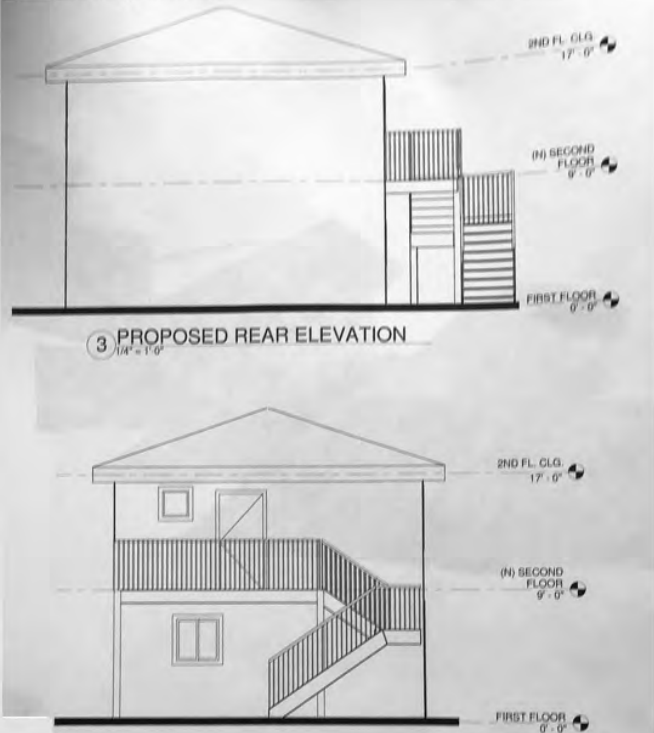 2ND FL. CLG.
17' - 0"
(N) SECOND
FLOOR
9' - 0"
FIRST FLOOR
0' - 0"
3 PROPOSED REAR ELEVATION
1/4" = 1'-0"
2ND FL. CLG.
17' - 0"
(N) SECOND
FLOOR
9' - 0"
FIRST FLOOR
0' - 0"